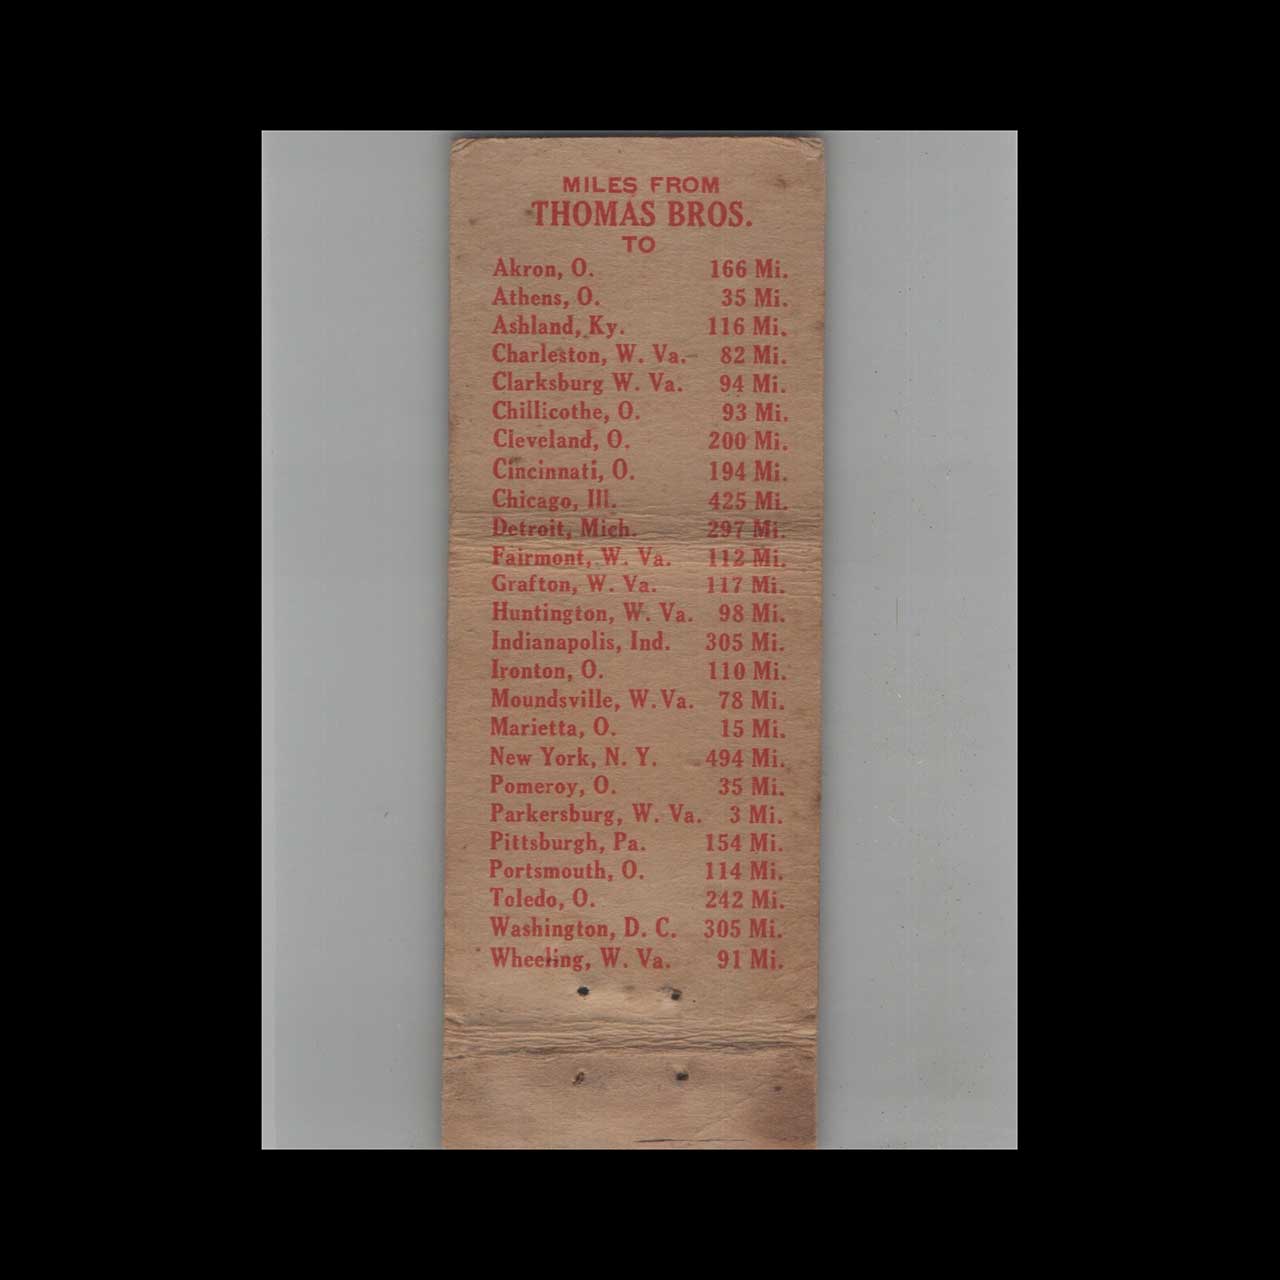 MILES FROM
THOMAS BROS.
TO
Akron, O. 166 Mi.
Athens, O. 35 Mi.
Ashland, Ky. 116 Mi.
Charleston, W. Va. 82 Mi.
Clarksburg W. Va. 94 Mi.
Chillicothe, O. 93 Mi.
Cleveland, O. 200 Mi.
Cincinnati, O. 194 Mi.
Chicago, Ill. 425 Mi.
Detroit, Mich. 297 Mi.
Fairmont, W. Va. 112 Mi.
Grafton, W. Va. 117 Mi.
Huntington, W. Va. 98 Mi.
Indianapolis, Ind. 305 Mi.
Ironton, O. 110 Mi.
Moundsville, W. Va. 78 Mi.
Marietta, O. 15 Mi.
New York, N. Y. 494 Mi.
Pomeroy, O. 35 Mi.
Parkersburg, W. Va. 3 Mi.
Pittsburgh, Pa. 154 Mi.
Portsmouth, O. 114 Mi.
Toledo, O. 242 Mi.
Washington, D. C. 305 Mi.
Wheeling, W. Va. 91 Mi.